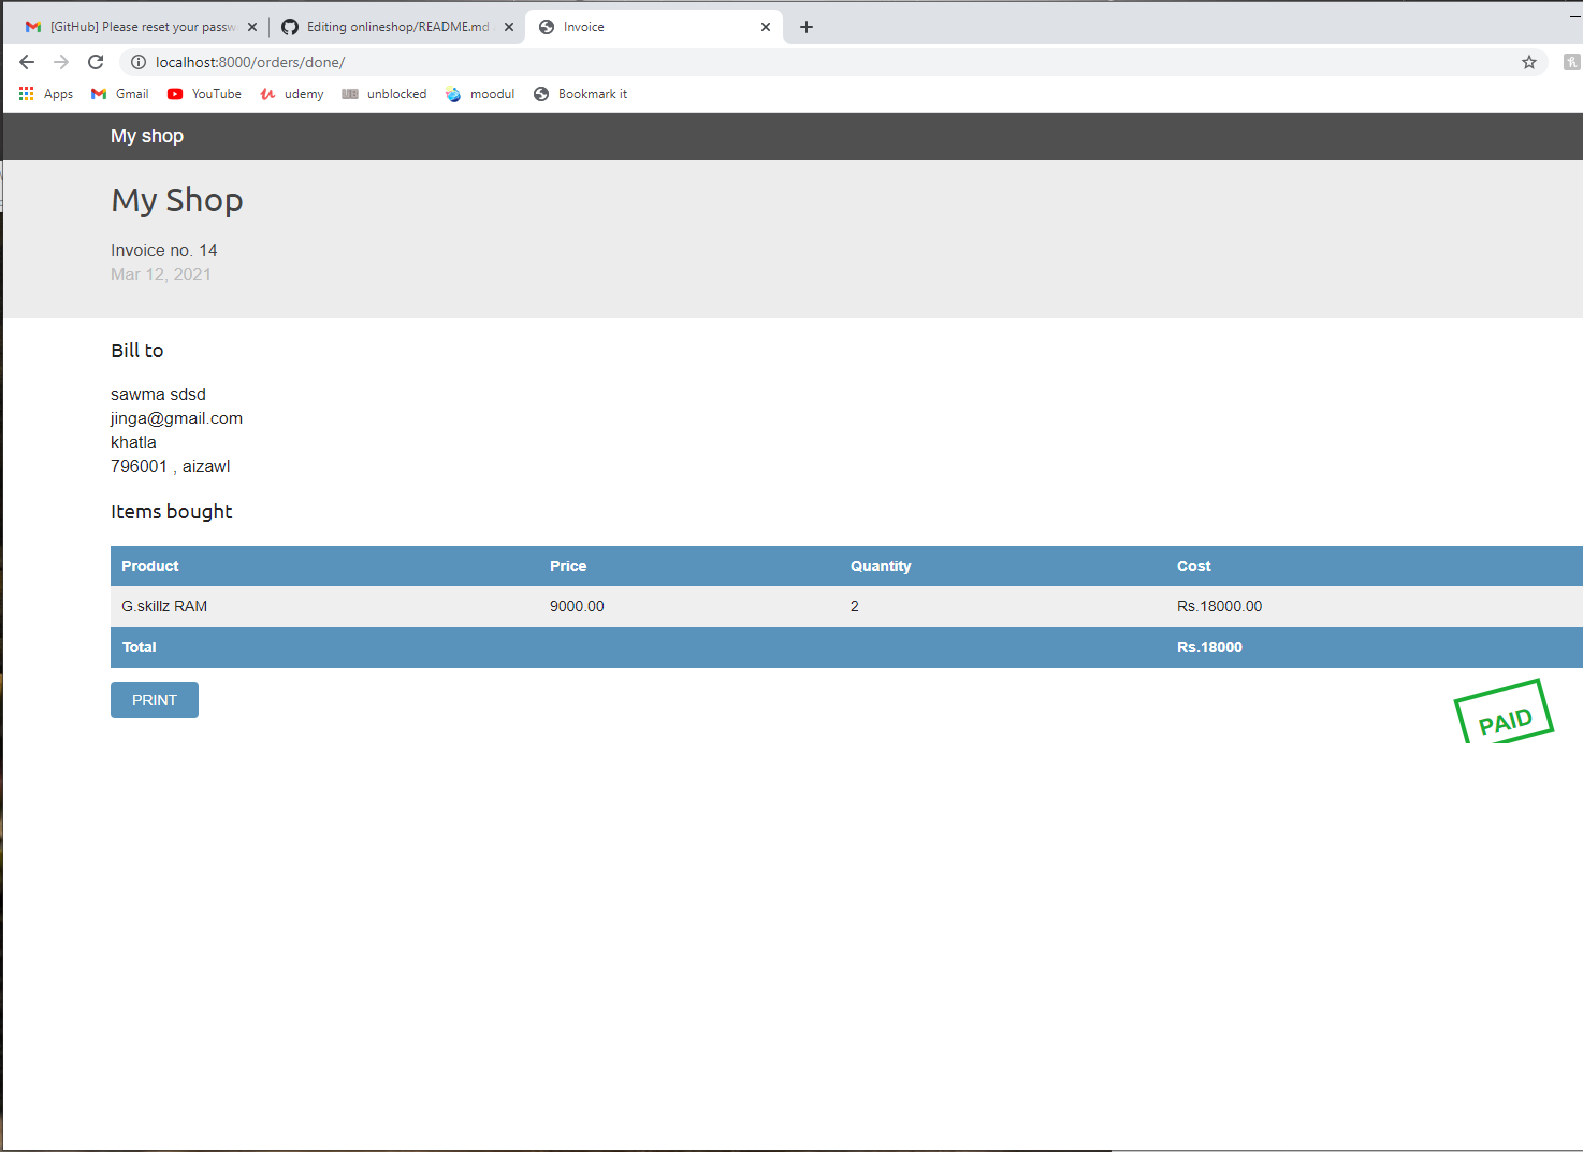 [GitHub] Please reset your passw
Editing onlineshop/README.md
Invoice
localhost:8000/orders/done/
Apps
Gmail
YouTube
udemy
UB unblocked
moodul
Bookmark it
My shop
My Shop
Invoice no. 14
Mar 12, 2021
Bill to
sawma sdsd
jinga@gmail.com
khatla
796001 , aizawl
Items bought
Product Price Quantity Cost
G.skillz RAM 9000.00 2 Rs.18000.00
Total Rs.18000
PRINT
PAID